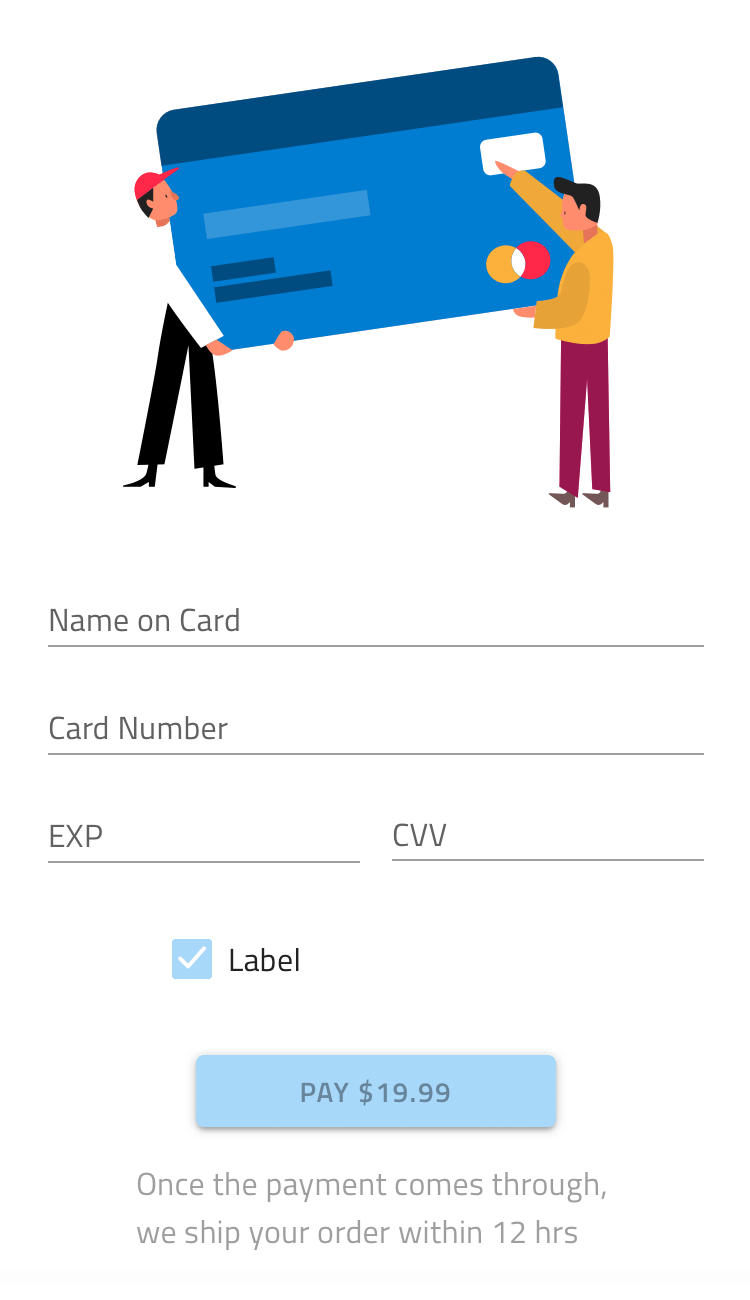 Name on Card
Card Number
EXP
CVV
Label
PAY $19.99
Once the payment comes through,
we ship your order within 12 hrs